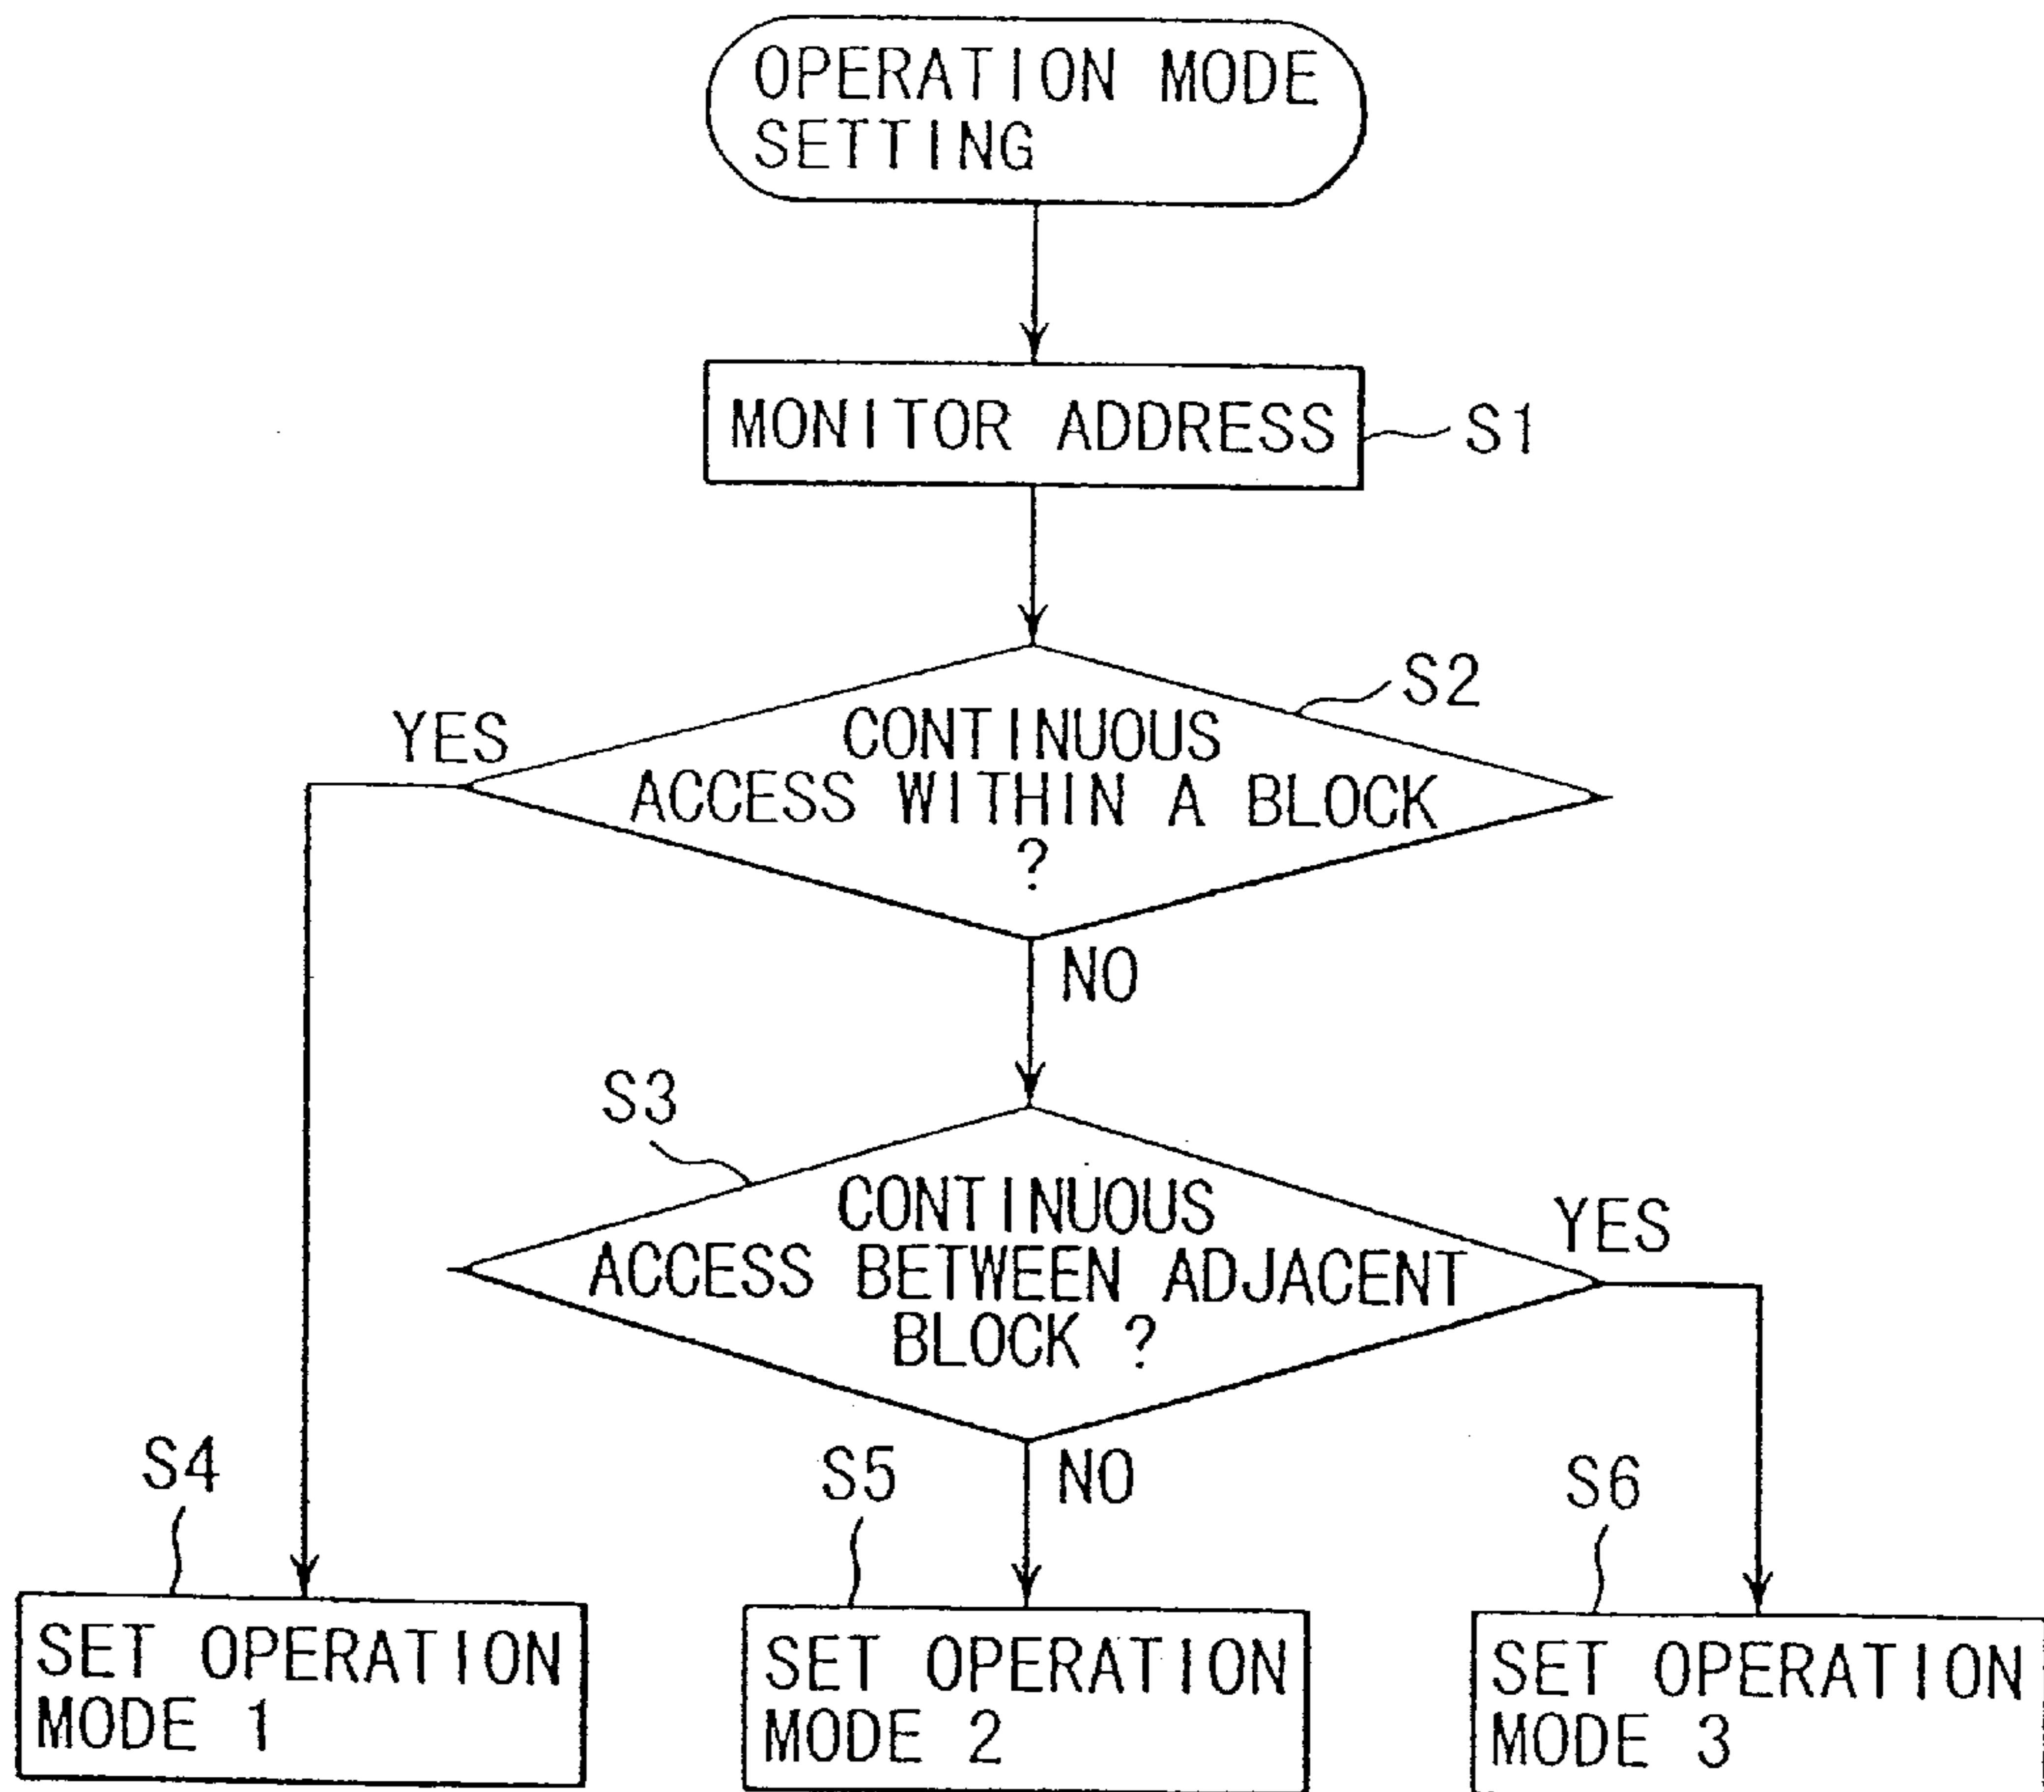 OPERATION MODE
SETTING
MONITOR ADDRESS
S1
S2
YES
CONTINUOUS
ACCESS WITHIN A BLOCK
?
NO
S3
CONTINUOUS
ACCESS BETWEEN ADJACENT
BLOCK ?
YES
NO
S4
S5
S6
SET OPERATION
MODE 1
SET OPERATION
MODE 2
SET OPERATION
MODE 3